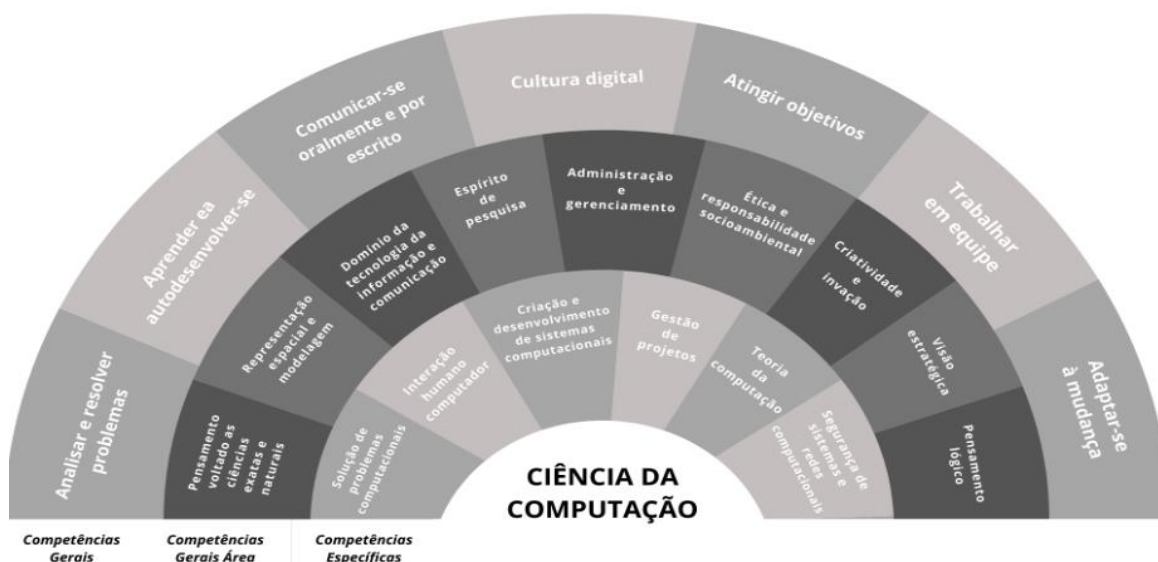 Analisar e resolver
problemas
Aprender ea
autodesenvolver-se
Comunicar-se
oralmente e por
escrito
Cultura digital
Atingir objetivos
Trabalhar
em equipe
Adaptar-se
à mudança
Pensamento
voltado as
ciências
exatas e
naturais
Representação
espacial e
modelagem
Domínio da
tecnologia da
informação e
comunicação
Espírito
de
pesquisa
Administração
e
gerenciamento
Ética e
responsabilidade
socioambiental
Criatividade
e
invação
Visão
estratégica
Pensamento
lógico
Solução de
problemas
computacionais
Interação
humano
computador
Criação e
desenvolvimento
de sistemas
computacionais
Gestão
de
projetos
Teoria
da
computação
Segurança de
sistemas e
redes
computacionais
CIÊNCIA DA
COMPUTAÇÃO
Competências
Gerais
Competências
Gerais Área
Competências
Específicas